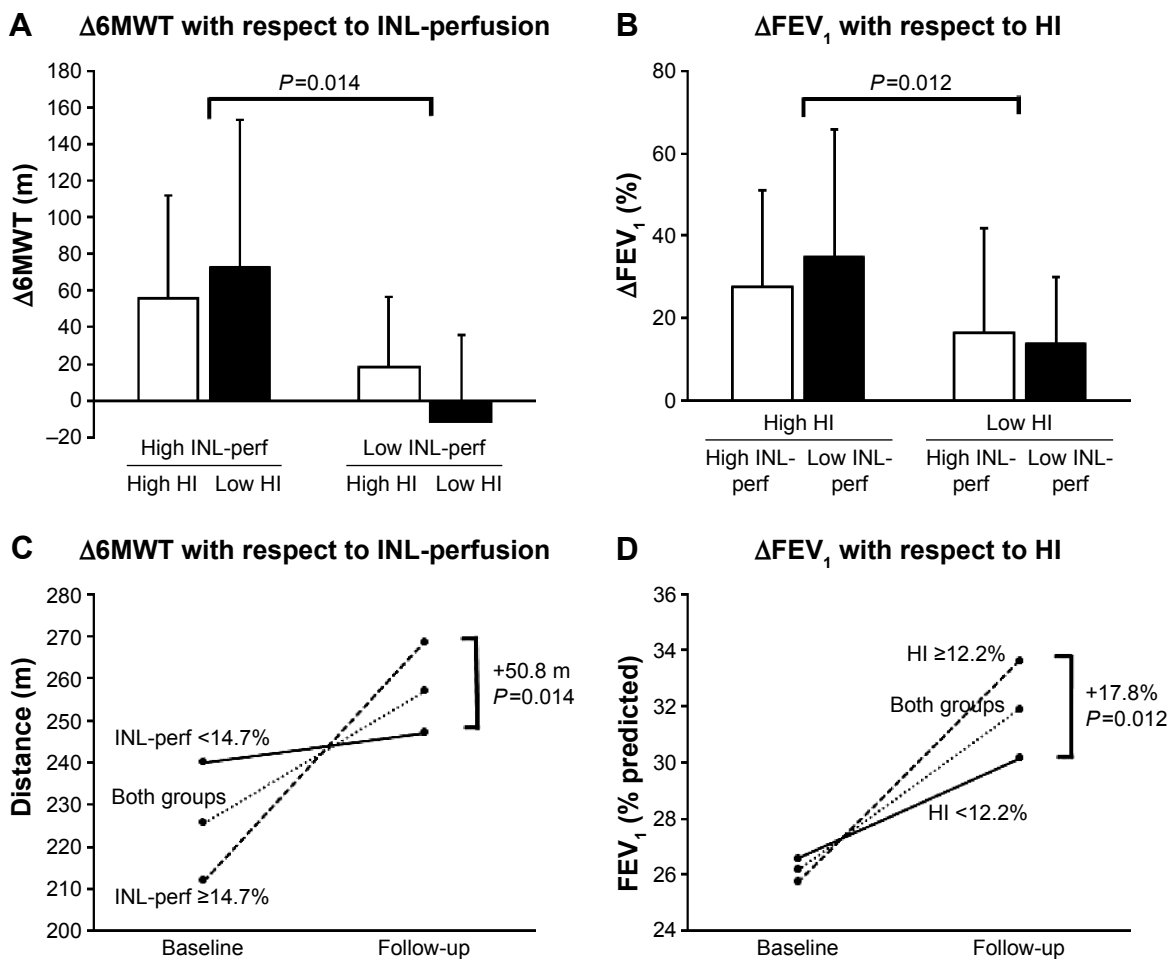 A Δ6MWT with respect to INL-perfusion
Δ6MWT (m)
180
160
140
120
100
80
60
40
20
0
–20
P=0.014
High INL-perf
Low INL-perf
High HI
Low HI
High HI
Low HI
B ΔFEV1 with respect to HI
ΔFEV1 (%)
80
60
40
20
0
P=0.012
High HI
Low HI
High INL-
perf
Low INL-
perf
High INL-
perf
Low INL-
perf
C Δ6MWT with respect to INL-perfusion
Distance (m)
280
270
260
250
240
230
220
210
200
INL-perf <14.7%
Both groups
INL-perf ≥14.7%
+50.8 m
P=0.014
Baseline
Follow-up
D ΔFEV1 with respect to HI
FEV1 (% predicted)
36
34
32
30
28
26
24
HI ≥12.2%
Both groups
HI <12.2%
+17.8%
P=0.012
Baseline
Follow-up